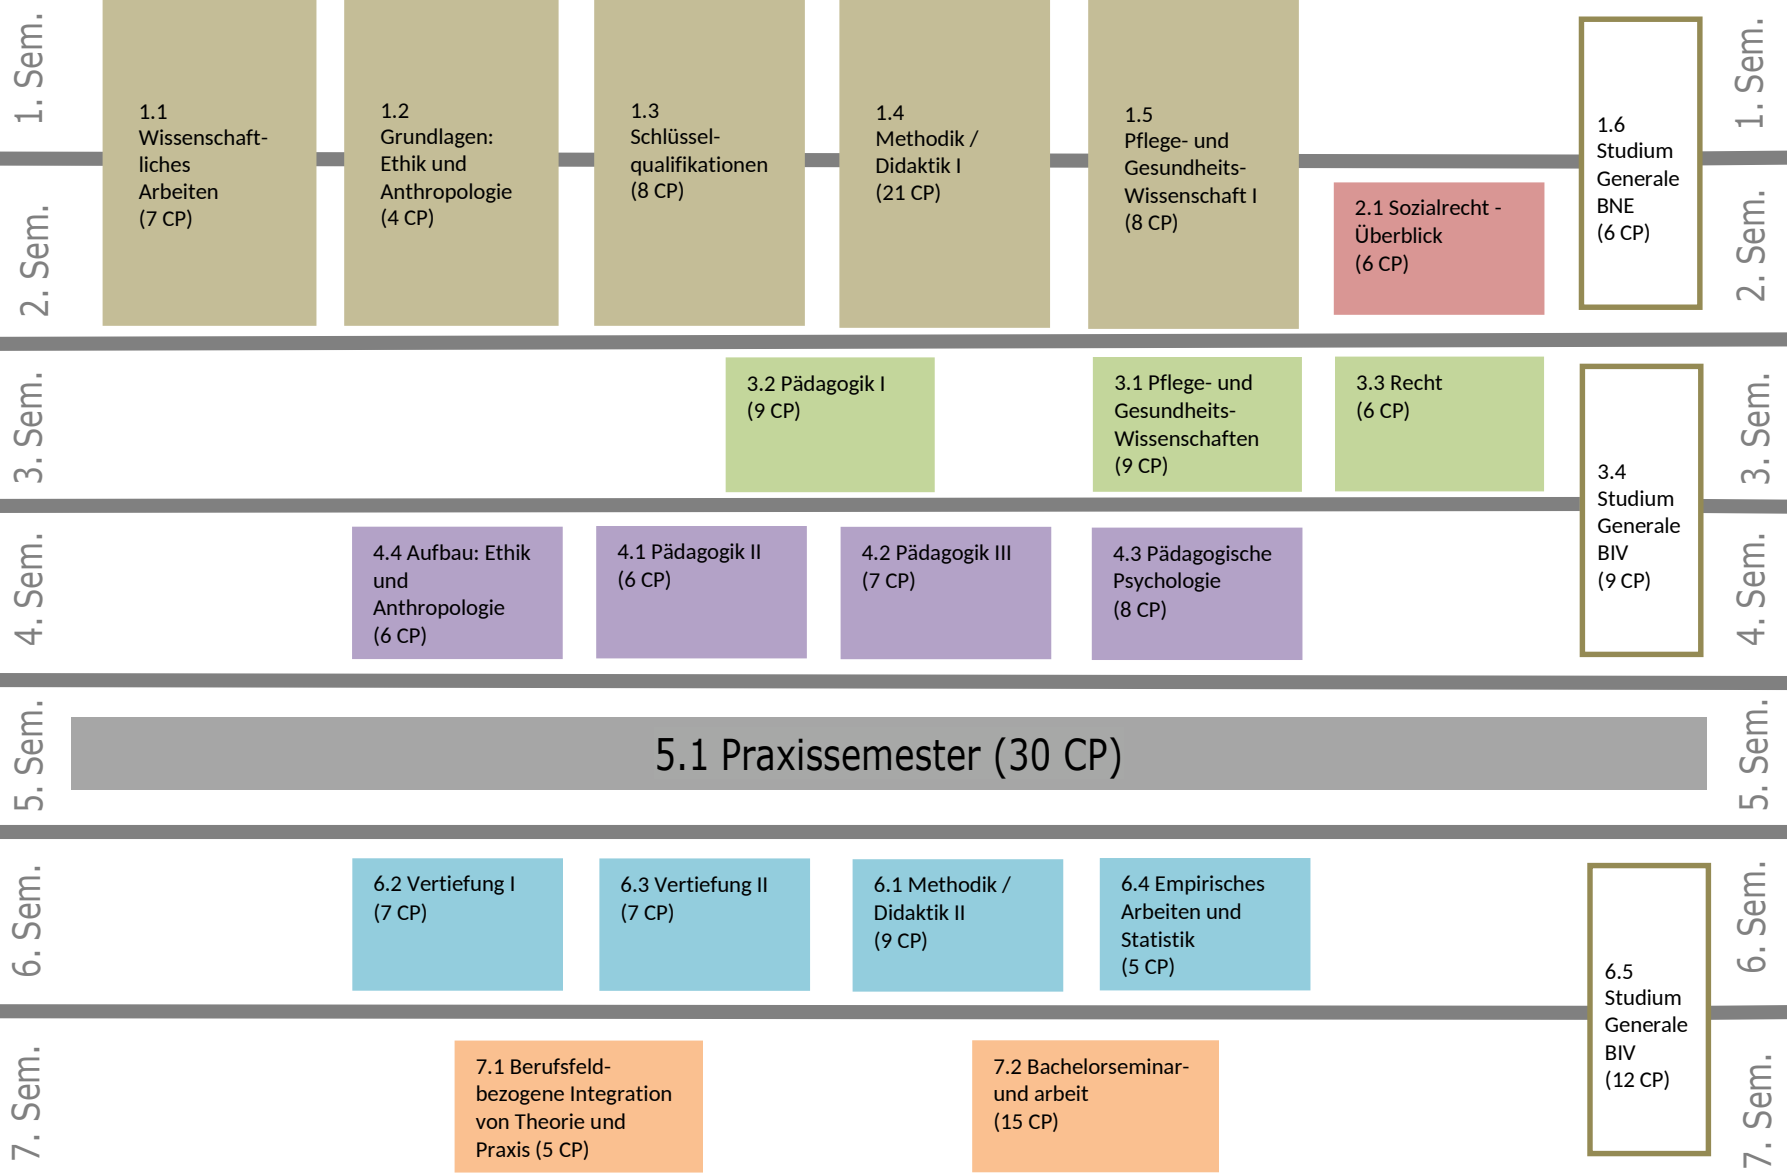 1. Sem.
1.1
Wissenschaft-
liches
Arbeiten
(7 CP)
1.2
Grundlagen:
Ethik und
Anthropologie
(4 CP)
1.3
Schlüssel-
qualifikationen
(8 CP)
1.4
Methodik /
Didaktik I
(21 CP)
1.5
Pflege- und
Gesundheits-
Wissenschaft I
(8 CP)
1.6
Studium
Generale
BNE
(6 CP)
1. Sem.
2. Sem.
2.1 Sozialrecht -
Überblick
(6 CP)
2. Sem.
3. Sem.
3.2 Pädagogik I
(9 CP)
3.1 Pflege- und
Gesundheits-
Wissenschaften
(9 CP)
3.3 Recht
(6 CP)
3.4
Studium
Generale
BIV
(9 CP)
3. Sem.
4. Sem.
4.4 Aufbau: Ethik
und
Anthropologie
(6 CP)
4.1 Pädagogik II
(6 CP)
4.2 Pädagogik III
(7 CP)
4.3 Pädagogische
Psychologie
(8 CP)
4. Sem.
5. Sem.
5.1 Praxissemester (30 CP)
5. Sem.
6. Sem.
6.2 Vertiefung I
(7 CP)
6.3 Vertiefung II
(7 CP)
6.1 Methodik /
Didaktik II
(9 CP)
6.4 Empirisches
Arbeiten und
Statistik
(5 CP)
6.5
Studium
Generale
BIV
(12 CP)
6. Sem.
7. Sem.
7.1 Berufsfeld-
bezogene Integration
von Theorie und
Praxis (5 CP)
7.2 Bachelorseminar-
und arbeit
(15 CP)
7. Sem.